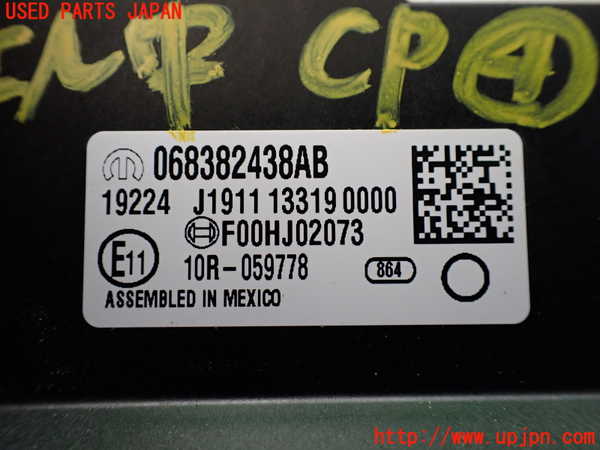 USED PARTS JAPAN
CP④
068382438AB
19224 J1911 13319 0000
F00HJ02073
E11
10R-059778
864
ASSEMBLED IN MEXICO
http://www.upjpn.com/